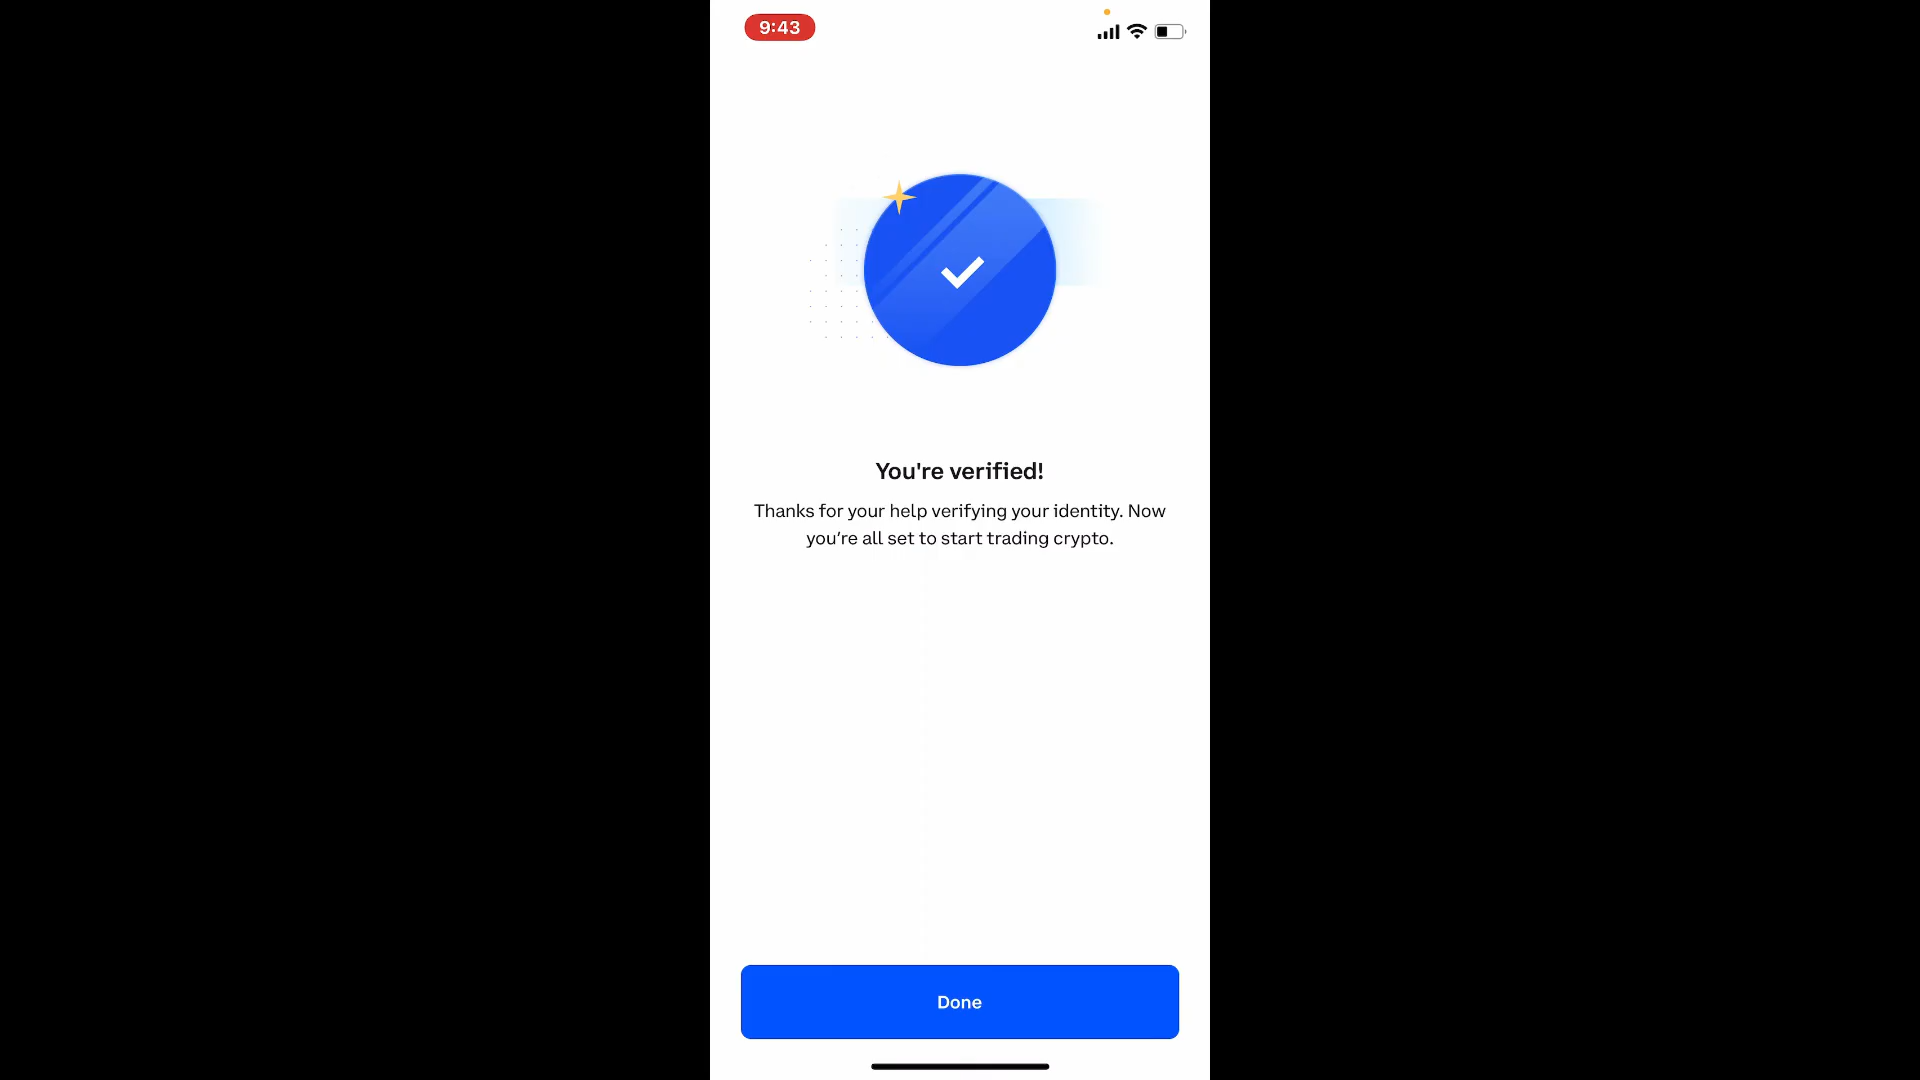 9:43
You're verified!
Thanks for your help verifying your identity. Now
you’re all set to start trading crypto.
Done